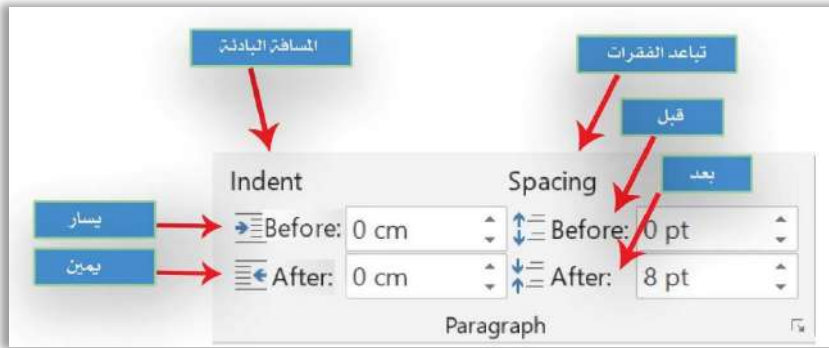 المسافة البادئة
تباعد الفقرات
قبل
بعد
Indent
Spacing
يسار
Before: 0 cm
Before: 0 pt
يمين
After: 0 cm
After: 8 pt
Paragraph